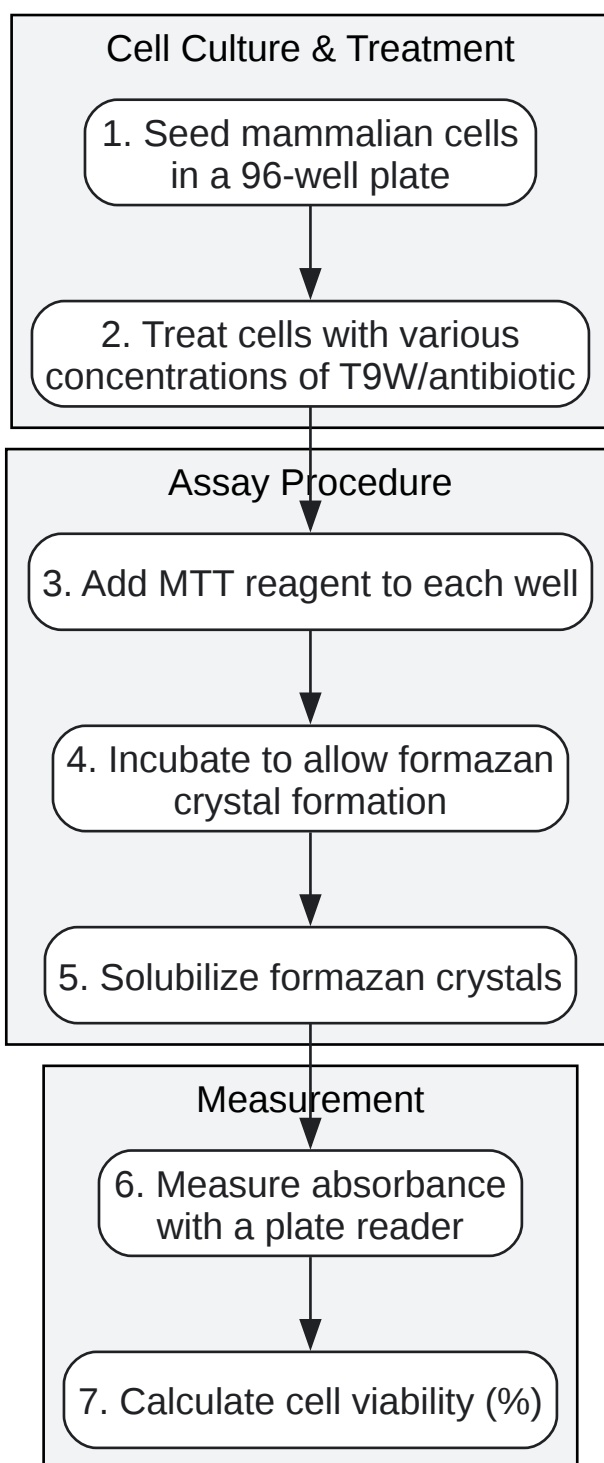 Cell Culture & Treatment
1. Seed mammalian cells
in a 96-well plate
2. Treat cells with various
concentrations of T9W/antibiotic
Assay Procedure
3. Add MTT reagent to each well
4. Incubate to allow formazan
crystal formation
5. Solubilize formazan crystals
Measurement
6. Measure absorbance
with a plate reader
7. Calculate cell viability (%)